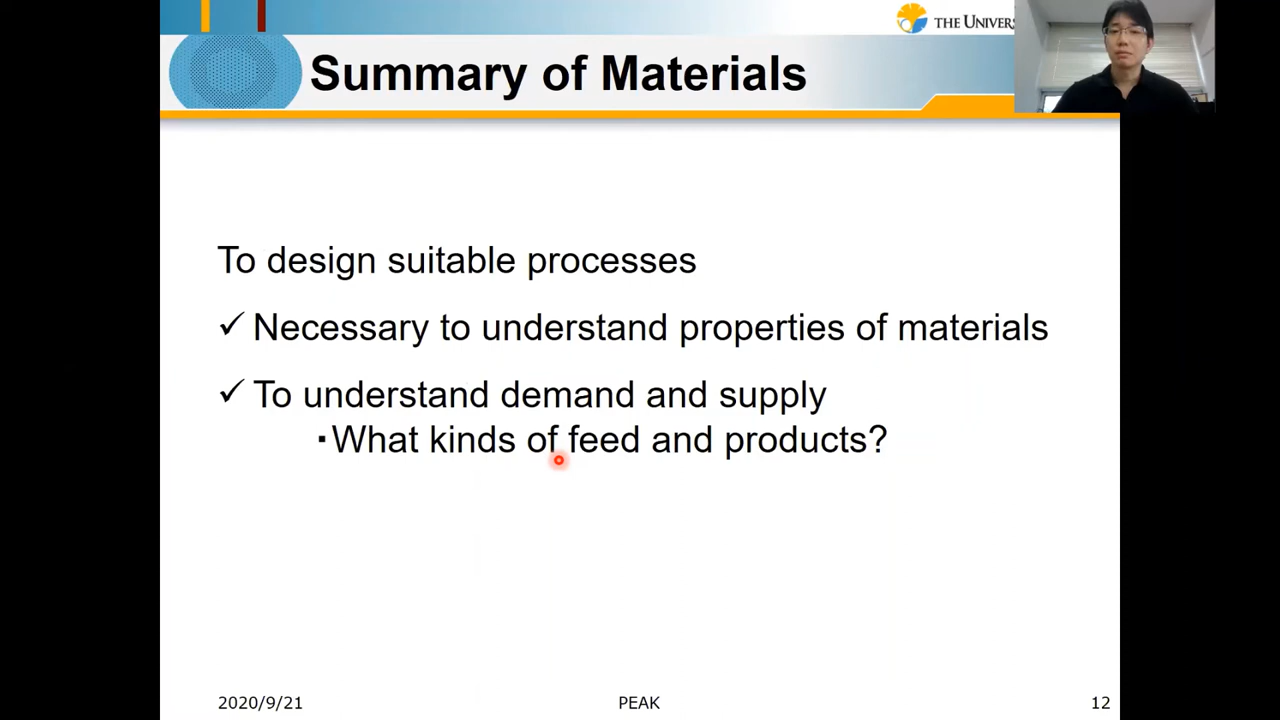 THE UNIVERS
Summary of Materials
To design suitable processes
✓ Necessary to understand properties of materials
✓ To understand demand and supply
▪What kinds of feed and products?
2020/9/21
PEAK
12